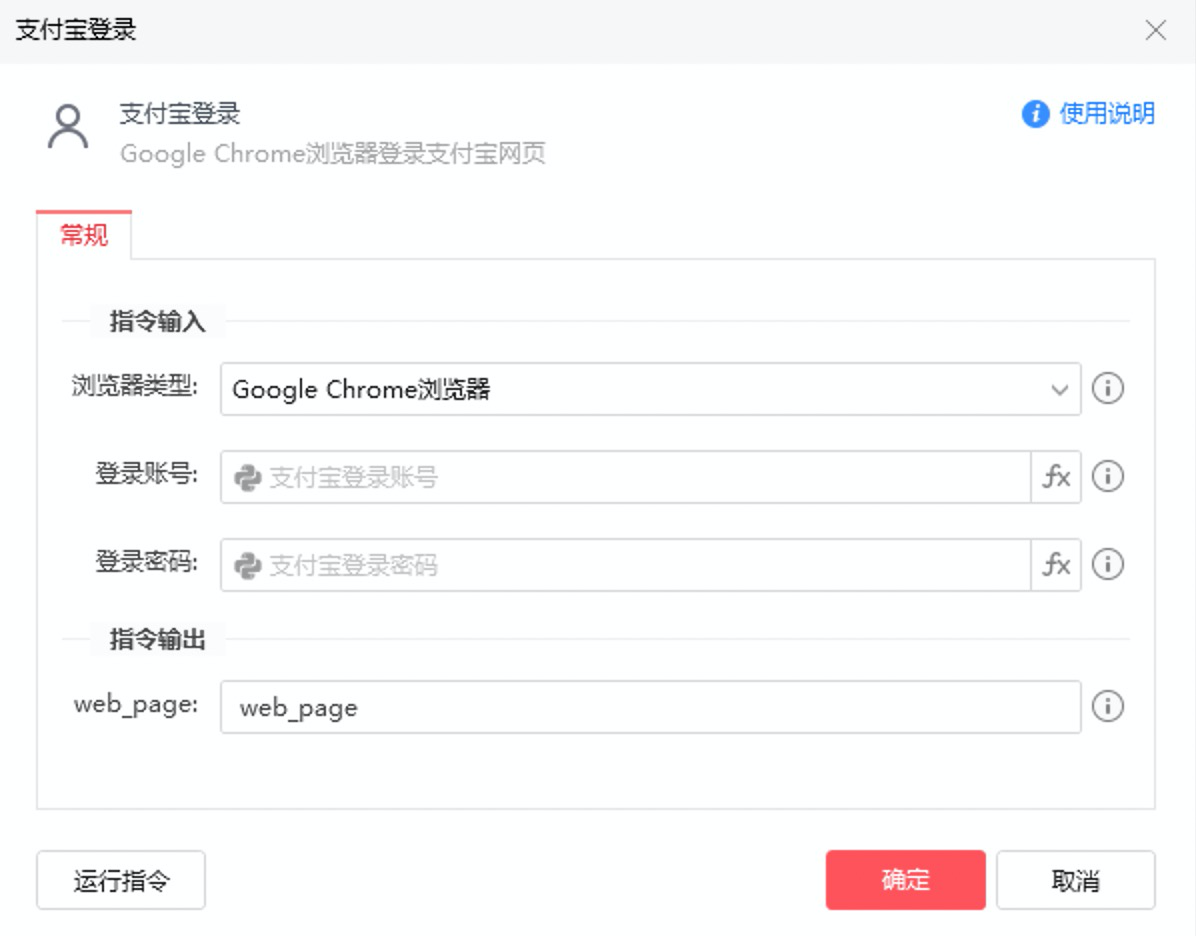 支付宝登录
支付宝登录
使用说明
Google Chrome浏览器登录支付宝网页
常规
指令输入
浏览器类型: Google Chrome浏览器
登录账号: 支付宝登录账号 fx
登录密码: 支付宝登录密码 fx
指令输出
web_page: web_page
运行指令 确定 取消